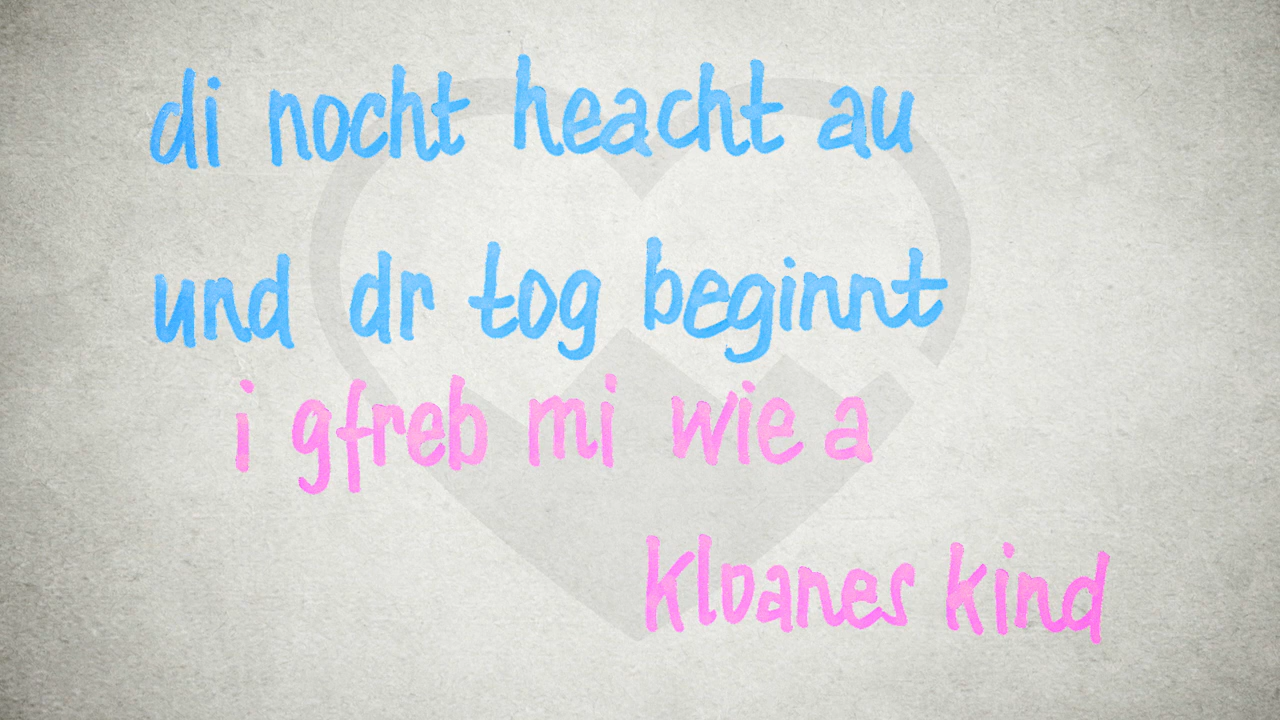 di nocht heacht au
und dr tog beginnt
i gfreb mi wie a
kloanes kind